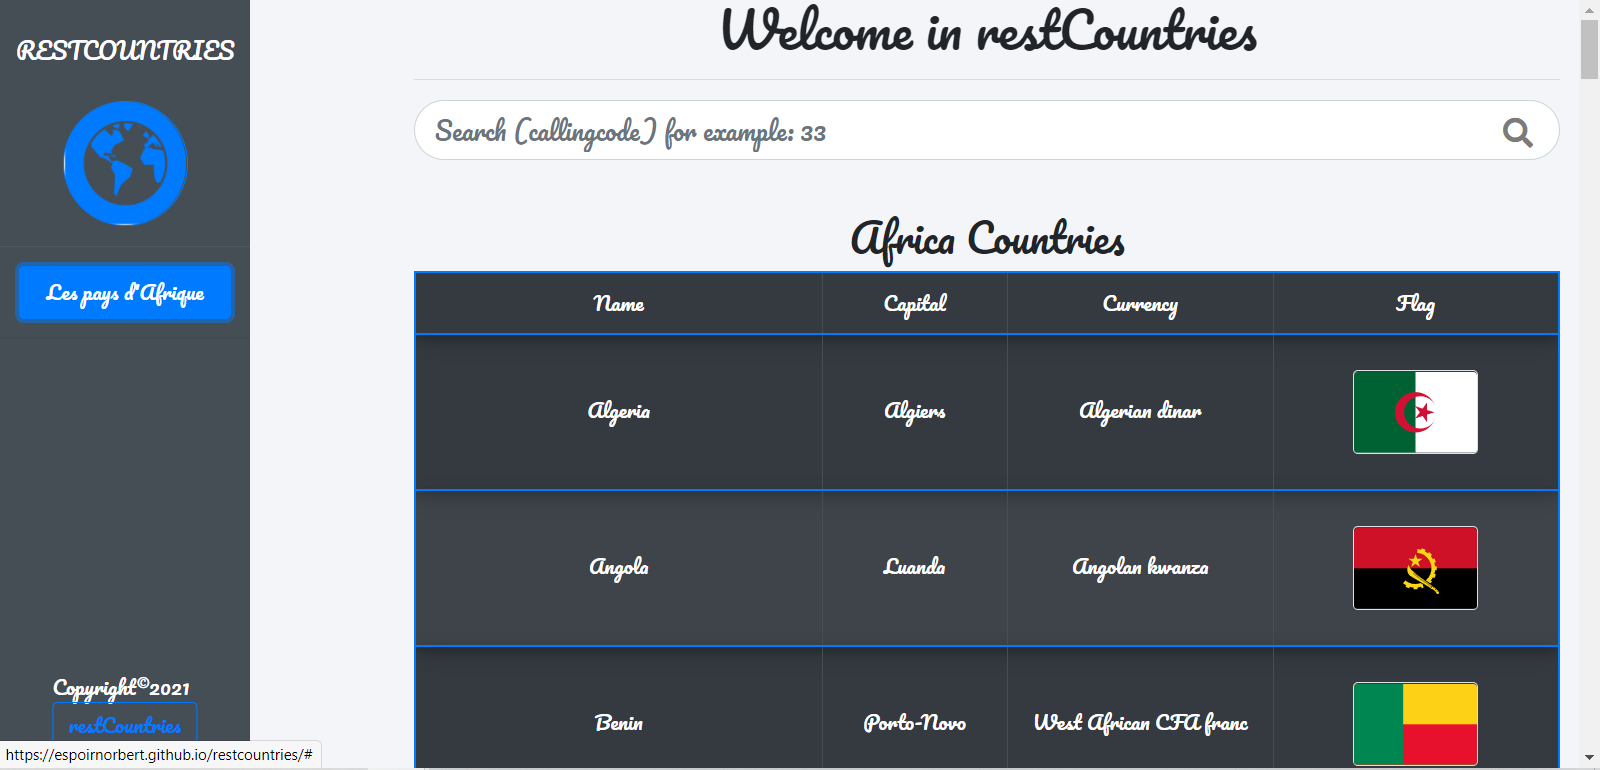 RESTCOUNTRIES
Les pays d'Afrique
Copyright©2021
restCountries
https://espoirnorbert.github.io/restcountries/#
Welcome in restCountries
Search (callingcode) for example: 33
Africa Countries
Name Capital Currency Flag
Algeria Algiers Algerian dinar
Angola Luanda Angolan kwanza
Benin Porto-Novo West African CFA franc